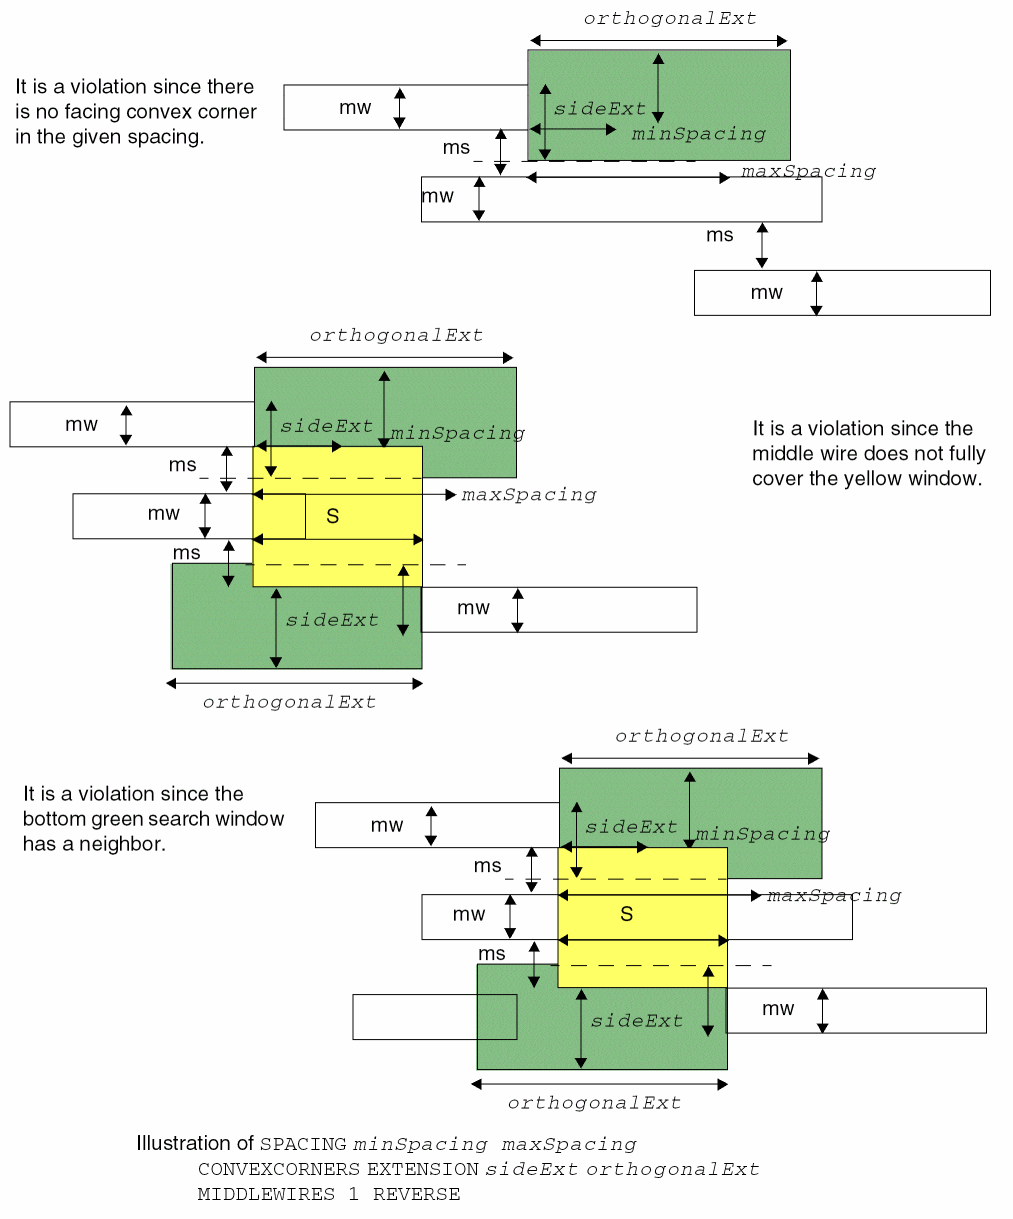 orthogonalExt
It is a violation since there
is no facing convex corner
in the given spacing.
mw
sideExt
minSpacing
ms
maxSpacing
mw
ms
mw
orthogonalExt
mw
sideExt
minSpacing
It is a violation since the
middle wire does not fully
cover the yellow window.
ms
maxSpacing
mw
S
ms
mw
sideExt
orthogonalExt
orthogonalExt
It is a violation since the
bottom green search window
has a neighbor.
mw
sideExt
minSpacing
ms
maxSpacing
mw
S
ms
mw
sideExt
orthogonalExt
Illustration of SPACING minSpacing maxSpacing
CONVEXCORNERS EXTENSION sideExt orthogonalExt
MIDDLEWIRES 1 REVERSE